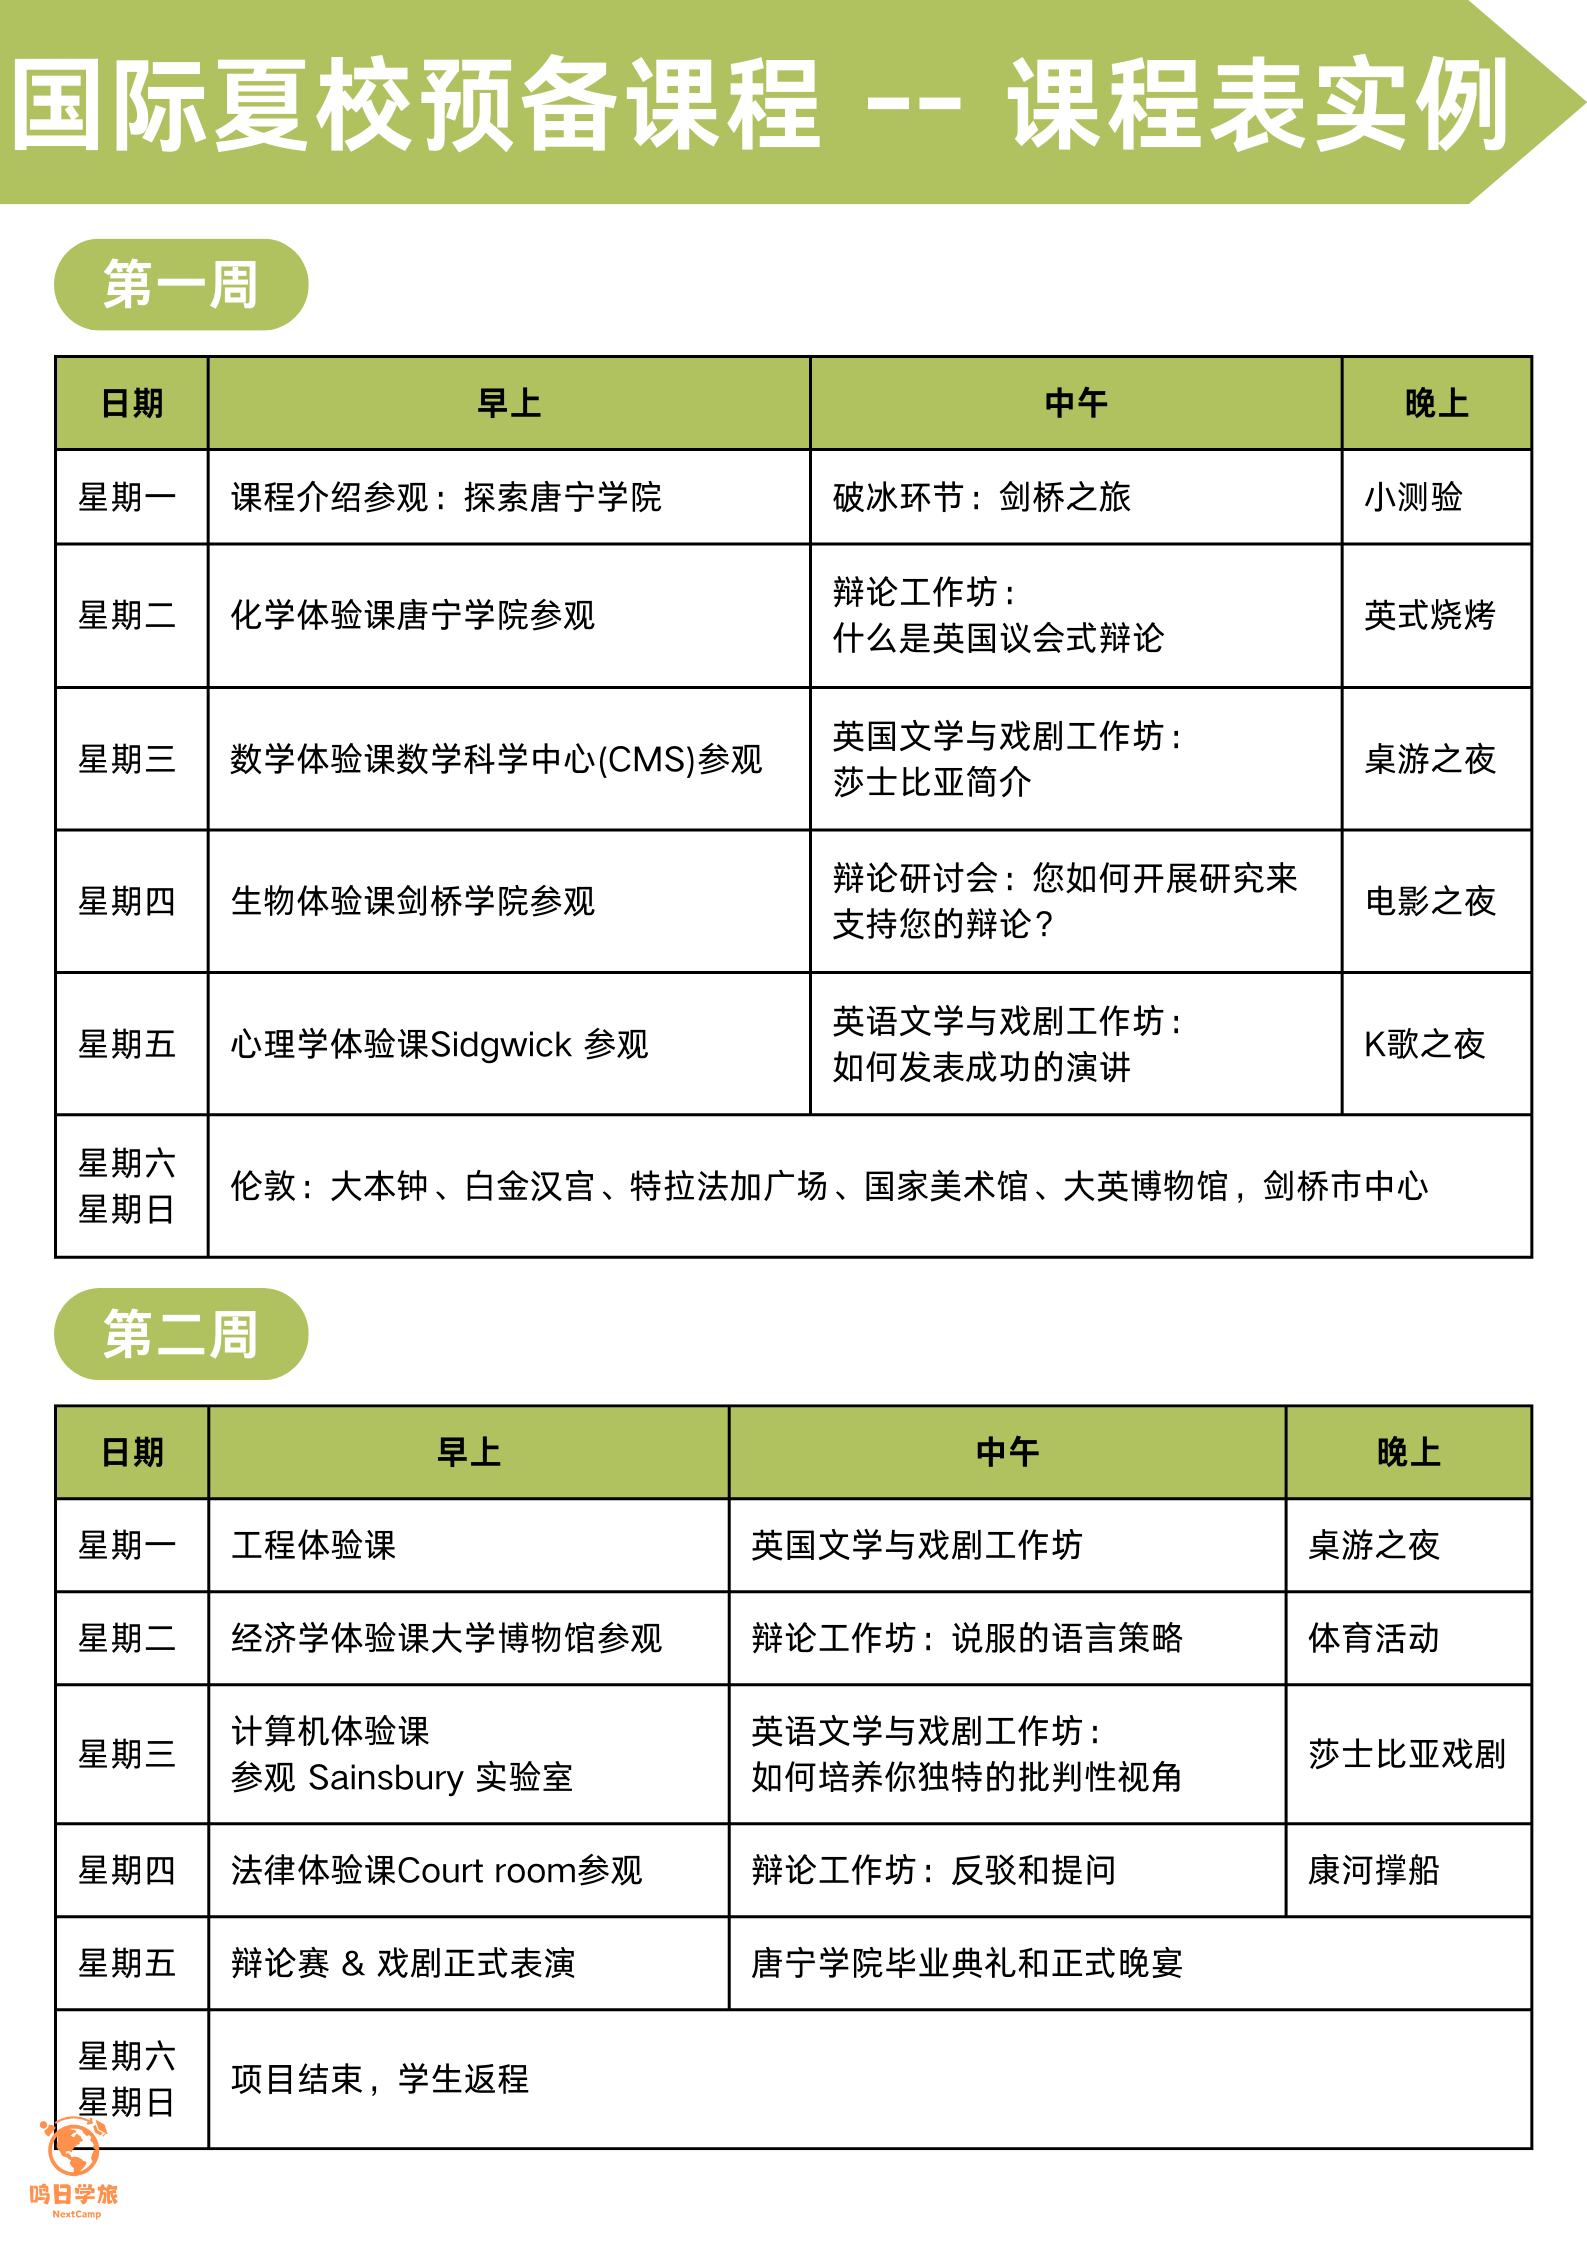 国际夏校预备课程 -- 课程表实例
第一周
日期 早上 中午 晚上
星期一 课程介绍参观：探索唐宁学院 破冰环节：剑桥之旅 小测验
星期二 化学体验课唐宁学院参观 辩论工作坊：
什么是英国议会式辩论 英式烧烤
星期三 数学体验课数学科学中心(CMS)参观 英国文学与戏剧工作坊：
莎士比亚简介 桌游之夜
星期四 生物体验课剑桥学院参观 辩论研讨会：您如何开展研究来
支持您的辩论？ 电影之夜
星期五 心理学体验课Sidgwick 参观 英语文学与戏剧工作坊：
如何发表成功的演讲 K歌之夜
星期六
星期日 伦敦：大本钟、白金汉宫、特拉法加广场、国家美术馆、大英博物馆，剑桥市中心
第二周
日期 早上 中午 晚上
星期一 工程体验课 英国文学与戏剧工作坊 桌游之夜
星期二 经济学体验课大学博物馆参观 辩论工作坊：说服的语言策略 体育活动
星期三 计算机体验课
参观 Sainsbury 实验室 英语文学与戏剧工作坊：
如何培养你独特的批判性视角 莎士比亚戏剧
星期四 法律体验课Court room参观 辩论工作坊：反驳和提问 康河撑船
星期五 辩论赛 & 戏剧正式表演 唐宁学院毕业典礼和正式晚宴
星期六
星期日 项目结束，学生返程
鸣日学旅
NextCamp